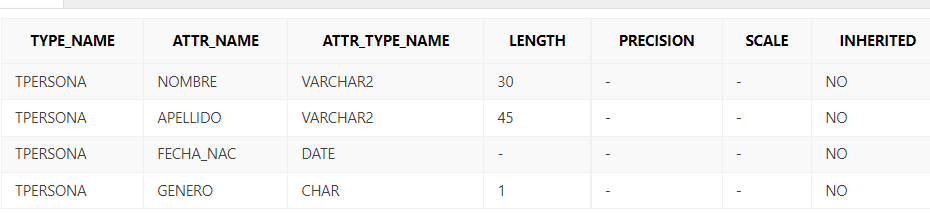 TYPE_NAME ATTR_NAME ATTR_TYPE_NAME LENGTH PRECISION SCALE INHERITED
TPERSONA NOMBRE VARCHAR2 30 - - NO
TPERSONA APELLIDO VARCHAR2 45 - - NO
TPERSONA FECHA_NAC DATE - - - NO
TPERSONA GENERO CHAR 1 - - NO